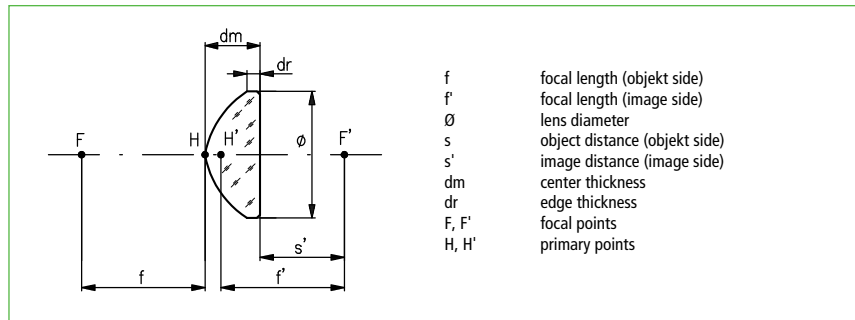 dm
dr
F
H
H'
ø
F'
s'
f
f'
f focal length (objekt side)
f' focal length (image side)
Ø lens diameter
s object distance (objekt side)
s' image distance (image side)
dm center thickness
dr edge thickness
F, F' focal points
H, H' primary points